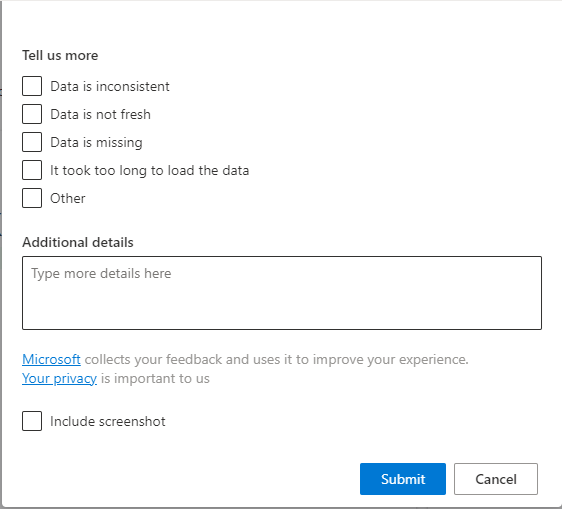 Tell us more
Data is inconsistent
Data is not fresh
Data is missing
It took too long to load the data
Other
Additional details
Type more details here
Microsoft collects your feedback and uses it to improve your experience.
Your privacy is important to us
Include screenshot
Submit Cancel